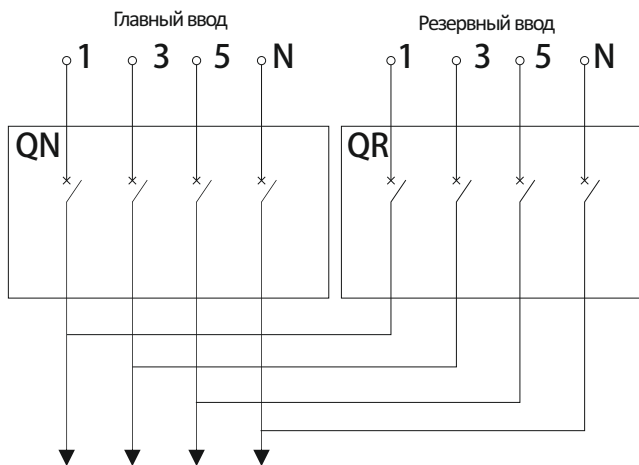 Главный ввод
Резервный ввод
1 3 5 N
1 3 5 N
QN
QR